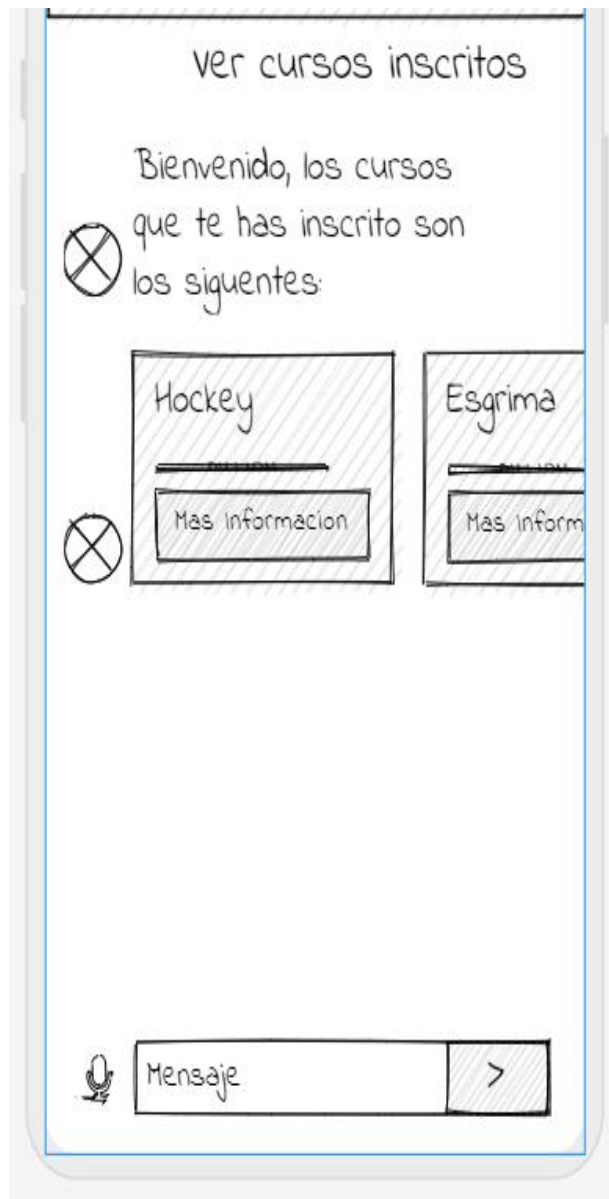 Ver cursos inscritos
Bienvenido, los cursos
que te has inscrito son
los siguentes:
Hockey
Esgrima
Mas informacion
Mas inform
Mensaje
>